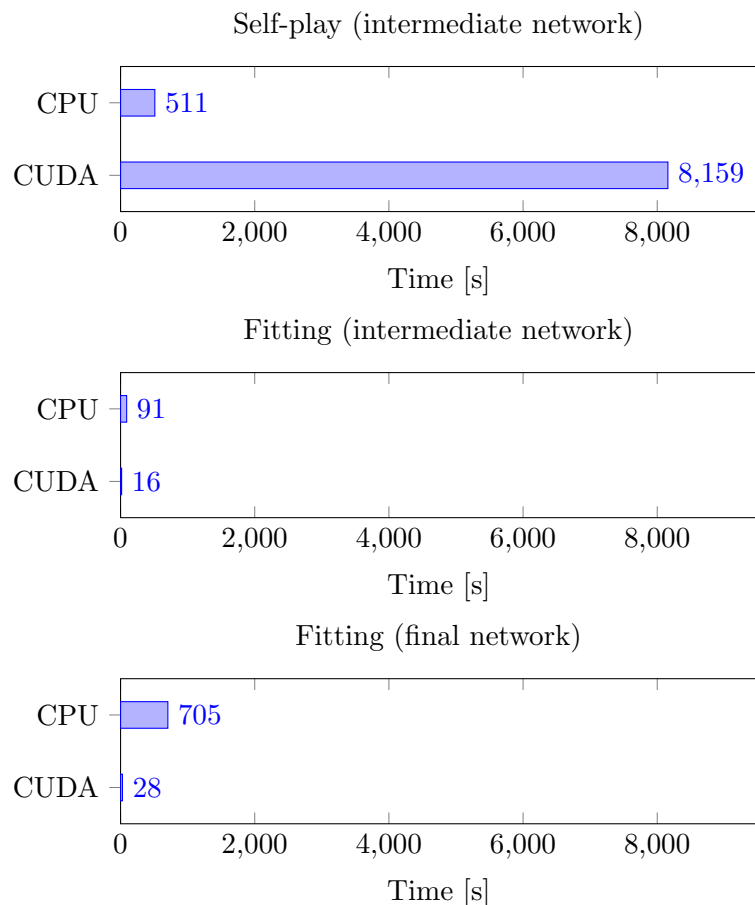 Self-play (intermediate network)
CPU 511
CUDA 8,159
0 2,000 4,000 6,000 8,000
Time [s]
Fitting (intermediate network)
CPU 91
CUDA 16
0 2,000 4,000 6,000 8,000
Time [s]
Fitting (final network)
CPU 705
CUDA 28
0 2,000 4,000 6,000 8,000
Time [s]